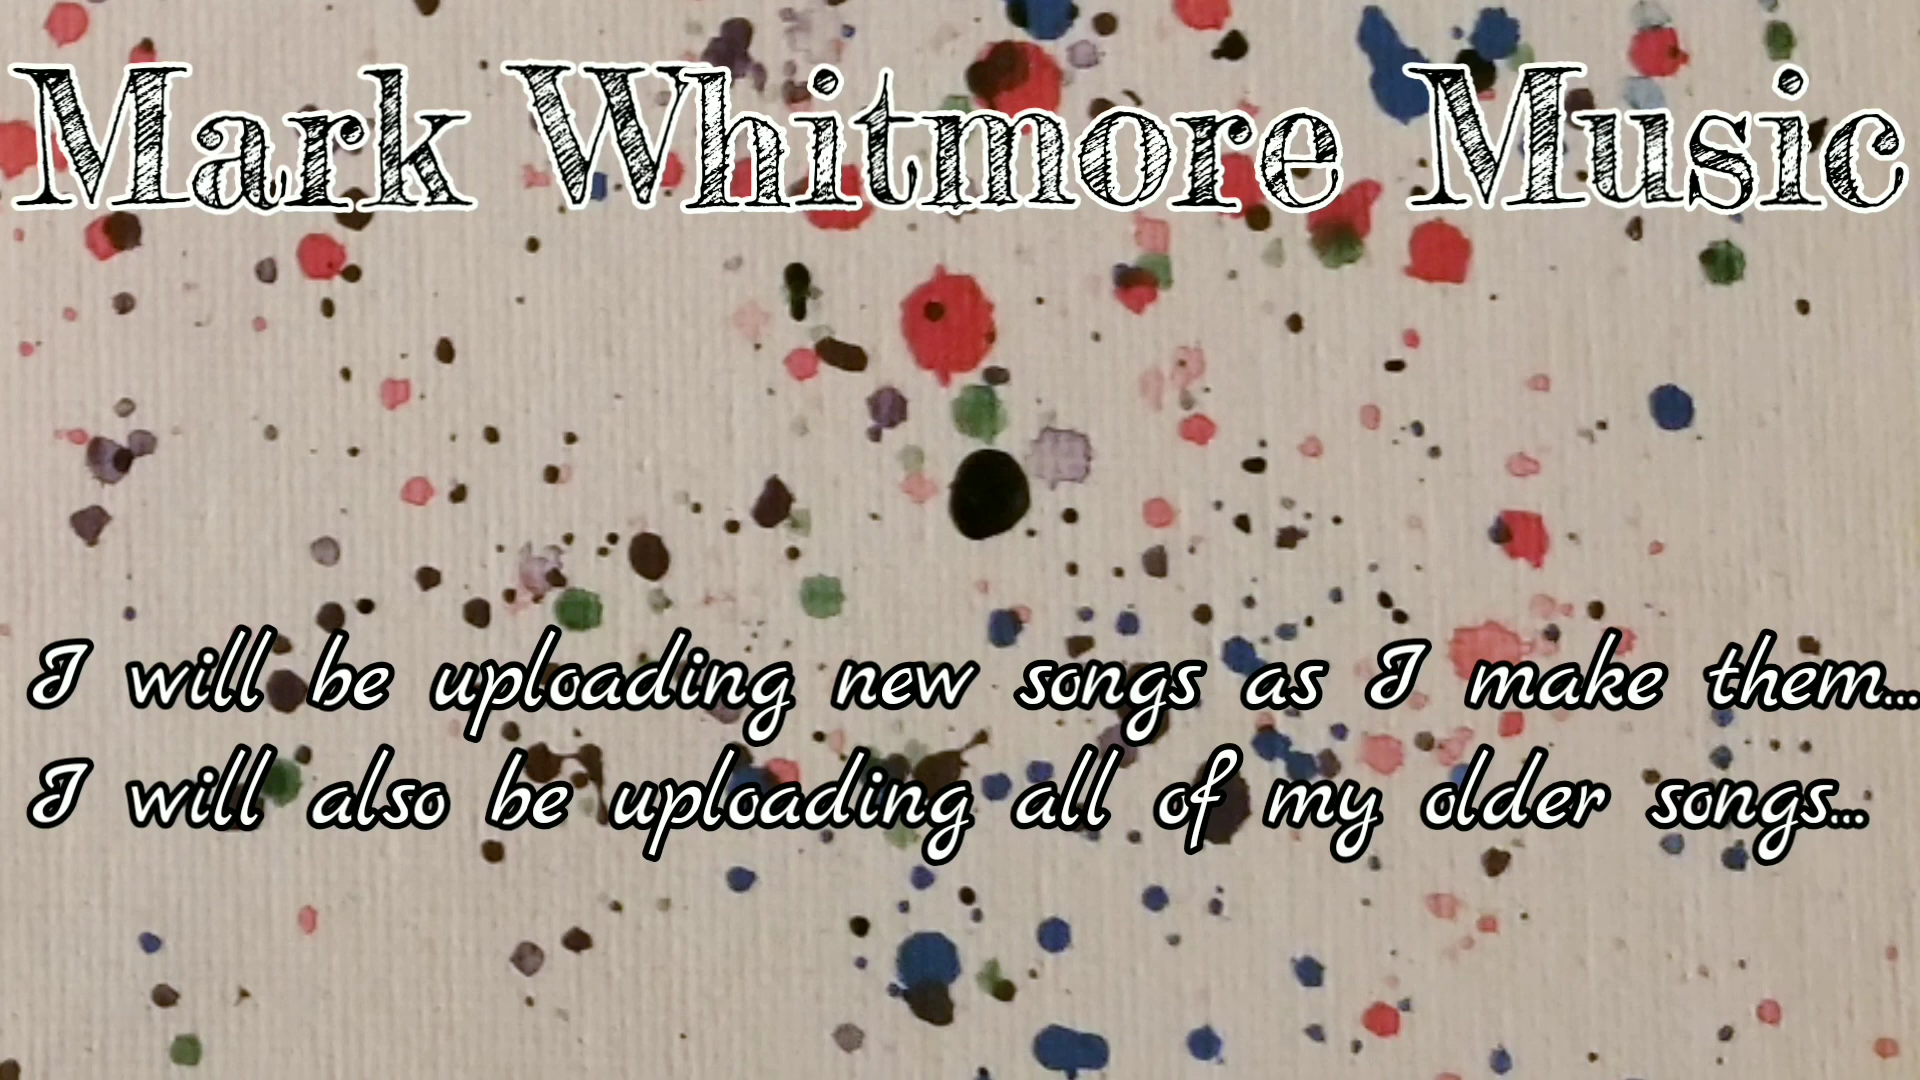 Mark Whitmore Music
I will be uploading new songs as I make them...
I will also be uploading all of my older songs...